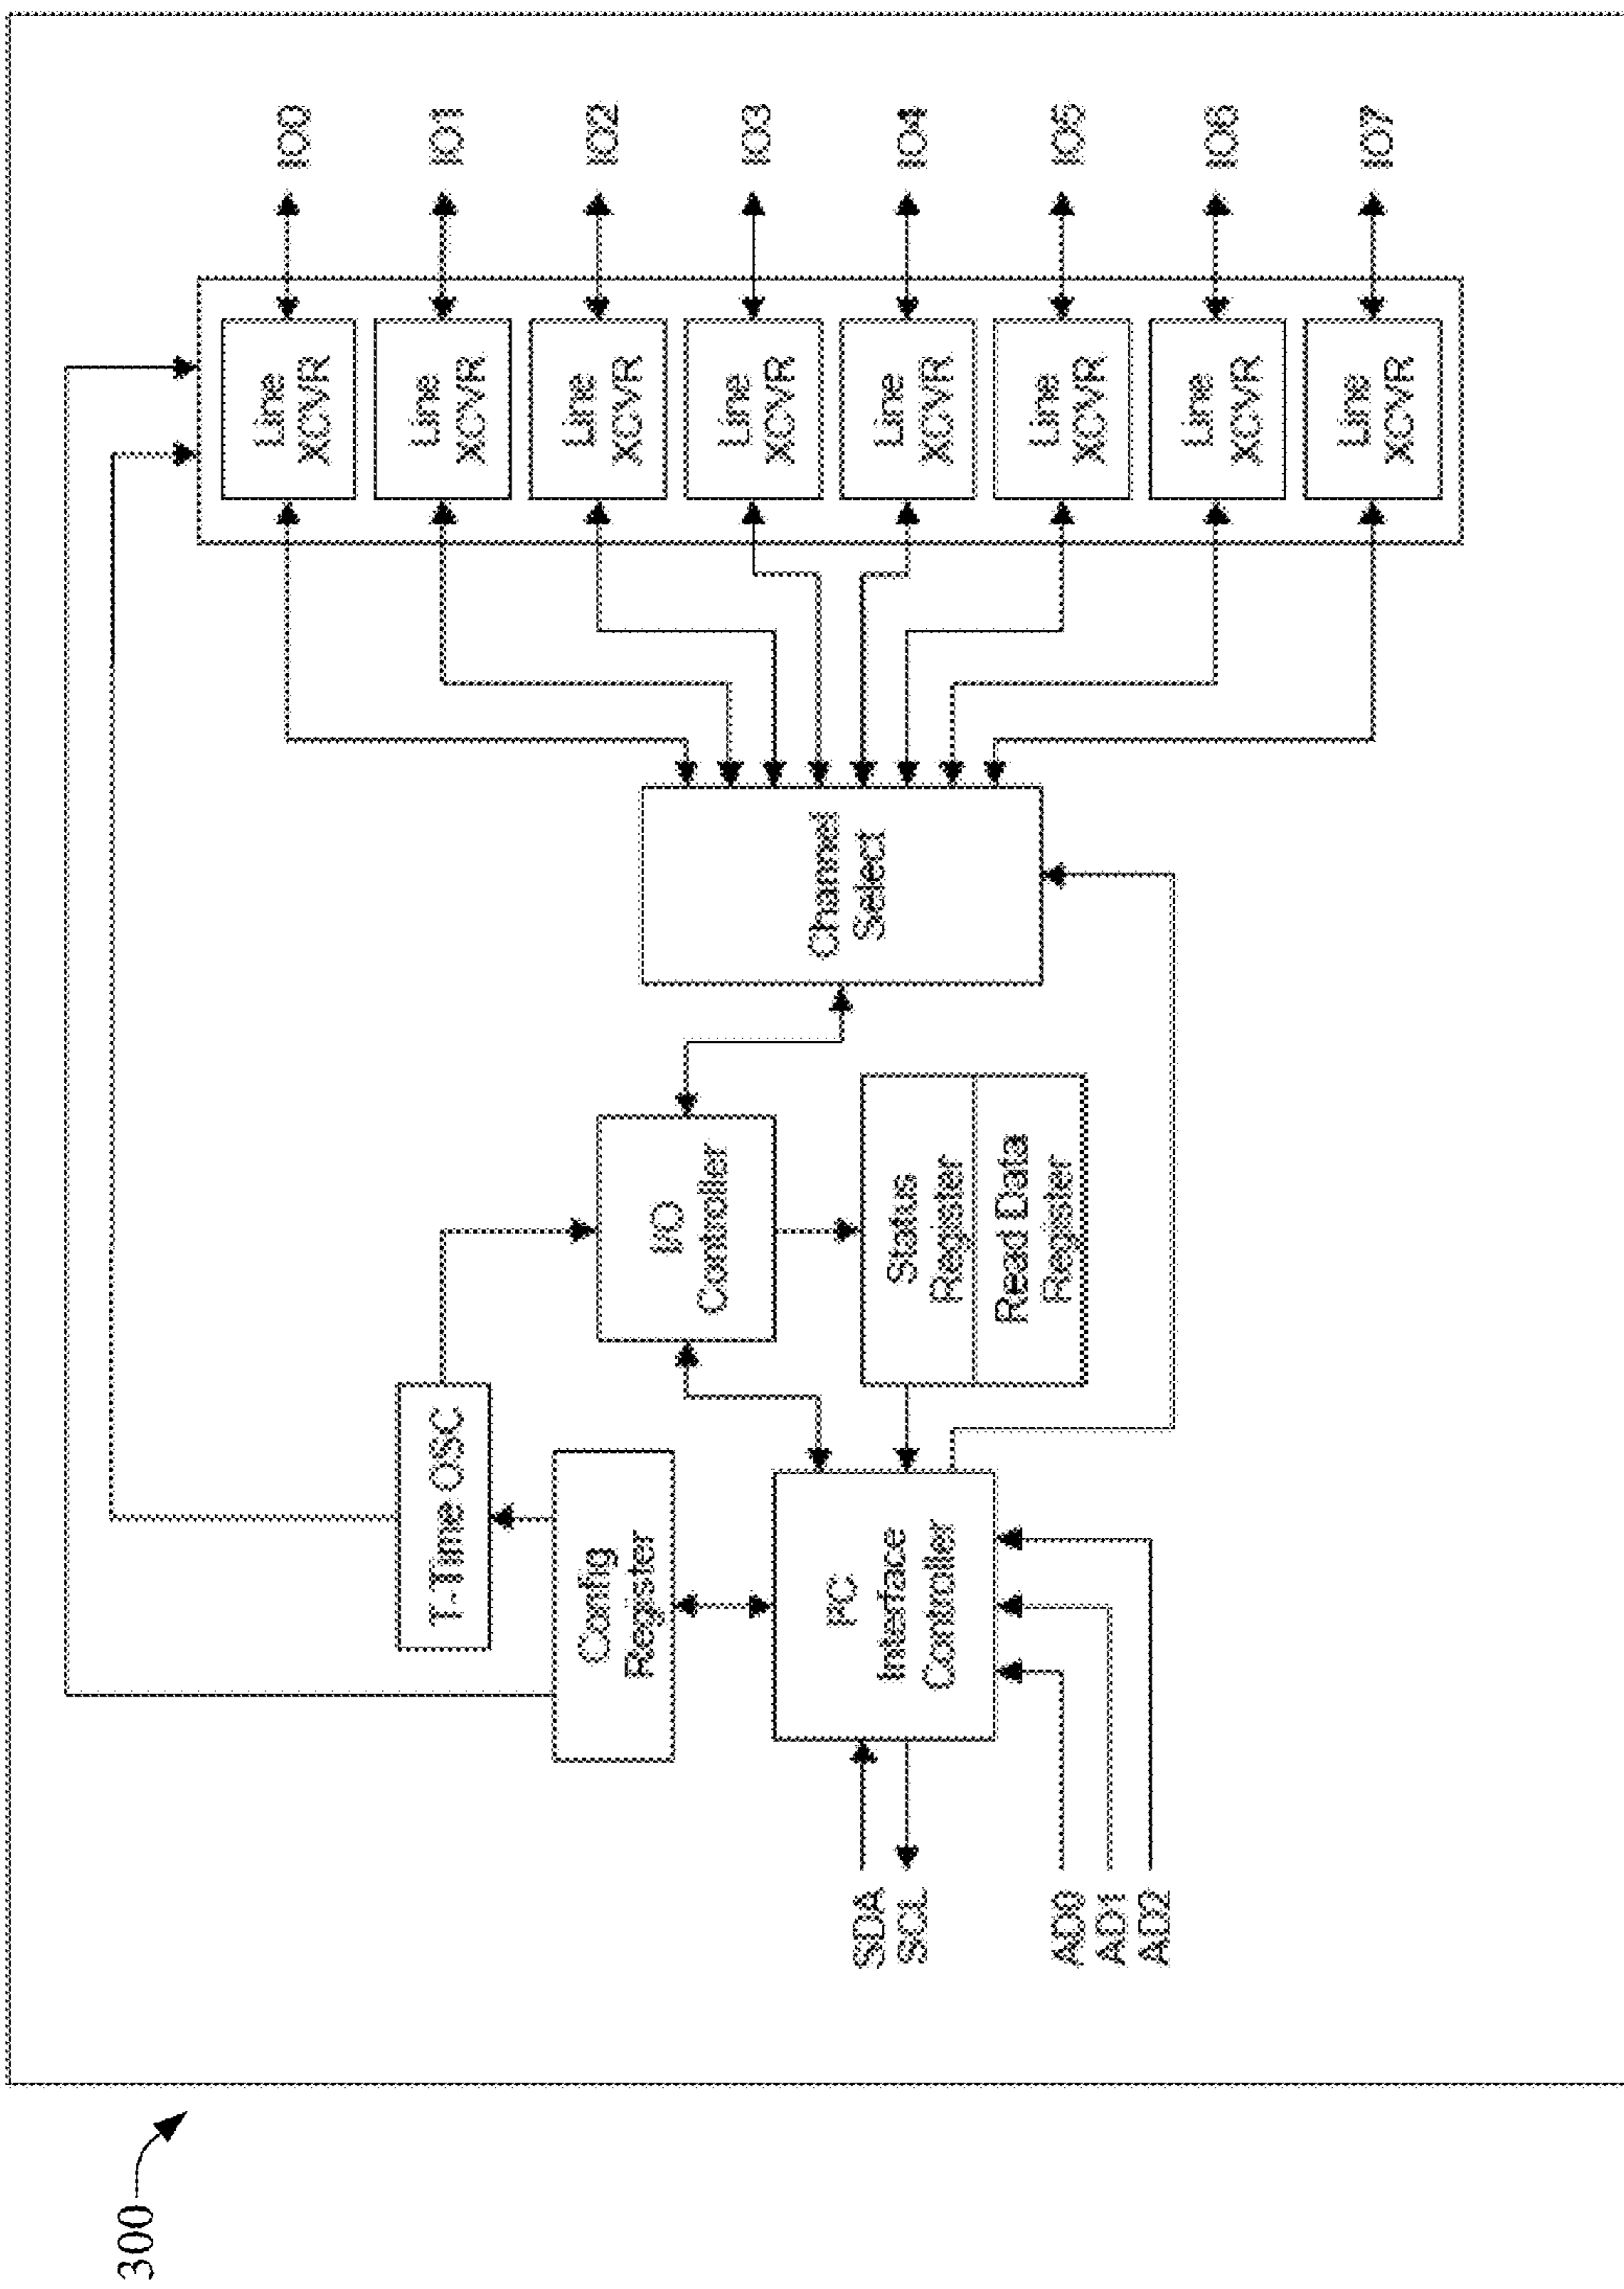 300
T-Time OSC
Config
Register
I²C
Interface
Controller
SDA
SCL
AD0
AD1
AD2
I/O
Controller
Status
Register
Read Data
Register
Channel
Select
Line
XCVR
Line
XCVR
Line
XCVR
Line
XCVR
Line
XCVR
Line
XCVR
Line
XCVR
Line
XCVR
IO0
IO1
IO2
IO3
IO4
IO5
IO6
IO7